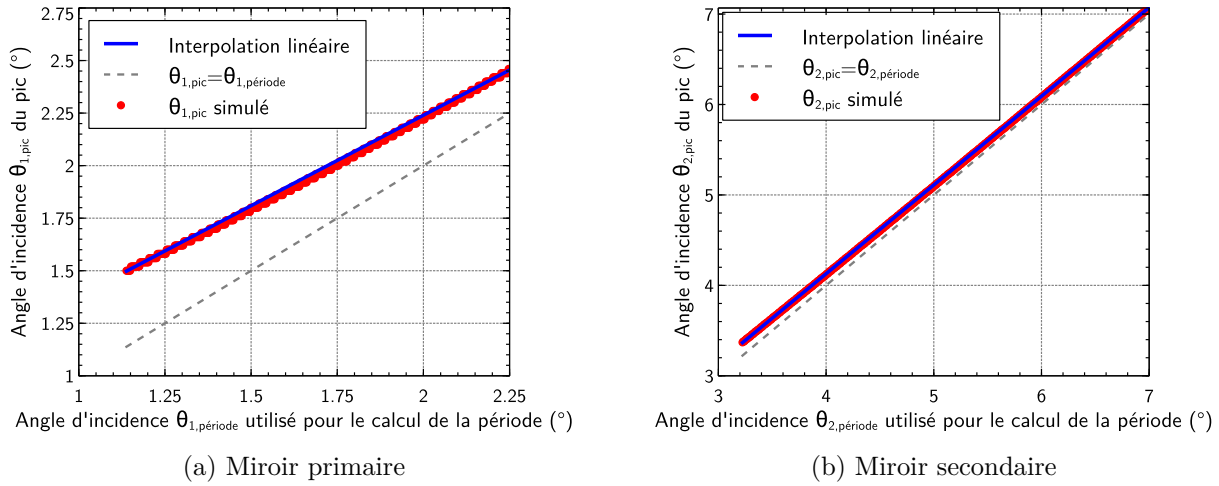 2.75
2.5
2.25
2
1.75
1.5
1.25
1
Angle d'incidence θ1,pic du pic (°)
Interpolation linéaire
θ1,pic=θ1,période
θ1,pic simulé
1 1.25 1.5 1.75 2 2.25
Angle d'incidence θ1,période utilisé pour le calcul de la période (°)
(a) Miroir primaire
7
6
5
4
3
Angle d'incidence θ2,pic du pic (°)
Interpolation linéaire
θ2,pic=θ2,période
θ2,pic simulé
3 4 5 6 7
Angle d'incidence θ2,période utilisé pour le calcul de la période (°)
(b) Miroir secondaire